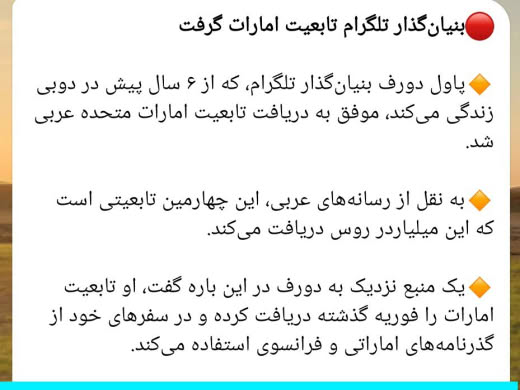 🔴بنیان‌گذار تلگرام تابعیت امارات گرفت
🔶پاول دورف بنیان‌گذار تلگرام، که از ۶ سال پیش در دوبی
زندگی می‌کند، موفق به دریافت تابعیت امارات متحده عربی
شد.
🔶به نقل از رسانه‌های عربی، این چهارمین تابعیتی است
که این میلیاردر روس دریافت می‌کند.
🔶یک منبع نزدیک به دورف در این باره گفت، او تابعیت
امارات را فوریه گذشته دریافت کرده و در سفرهای خود از
گذرنامه‌های اماراتی و فرانسوی استفاده می‌کند.